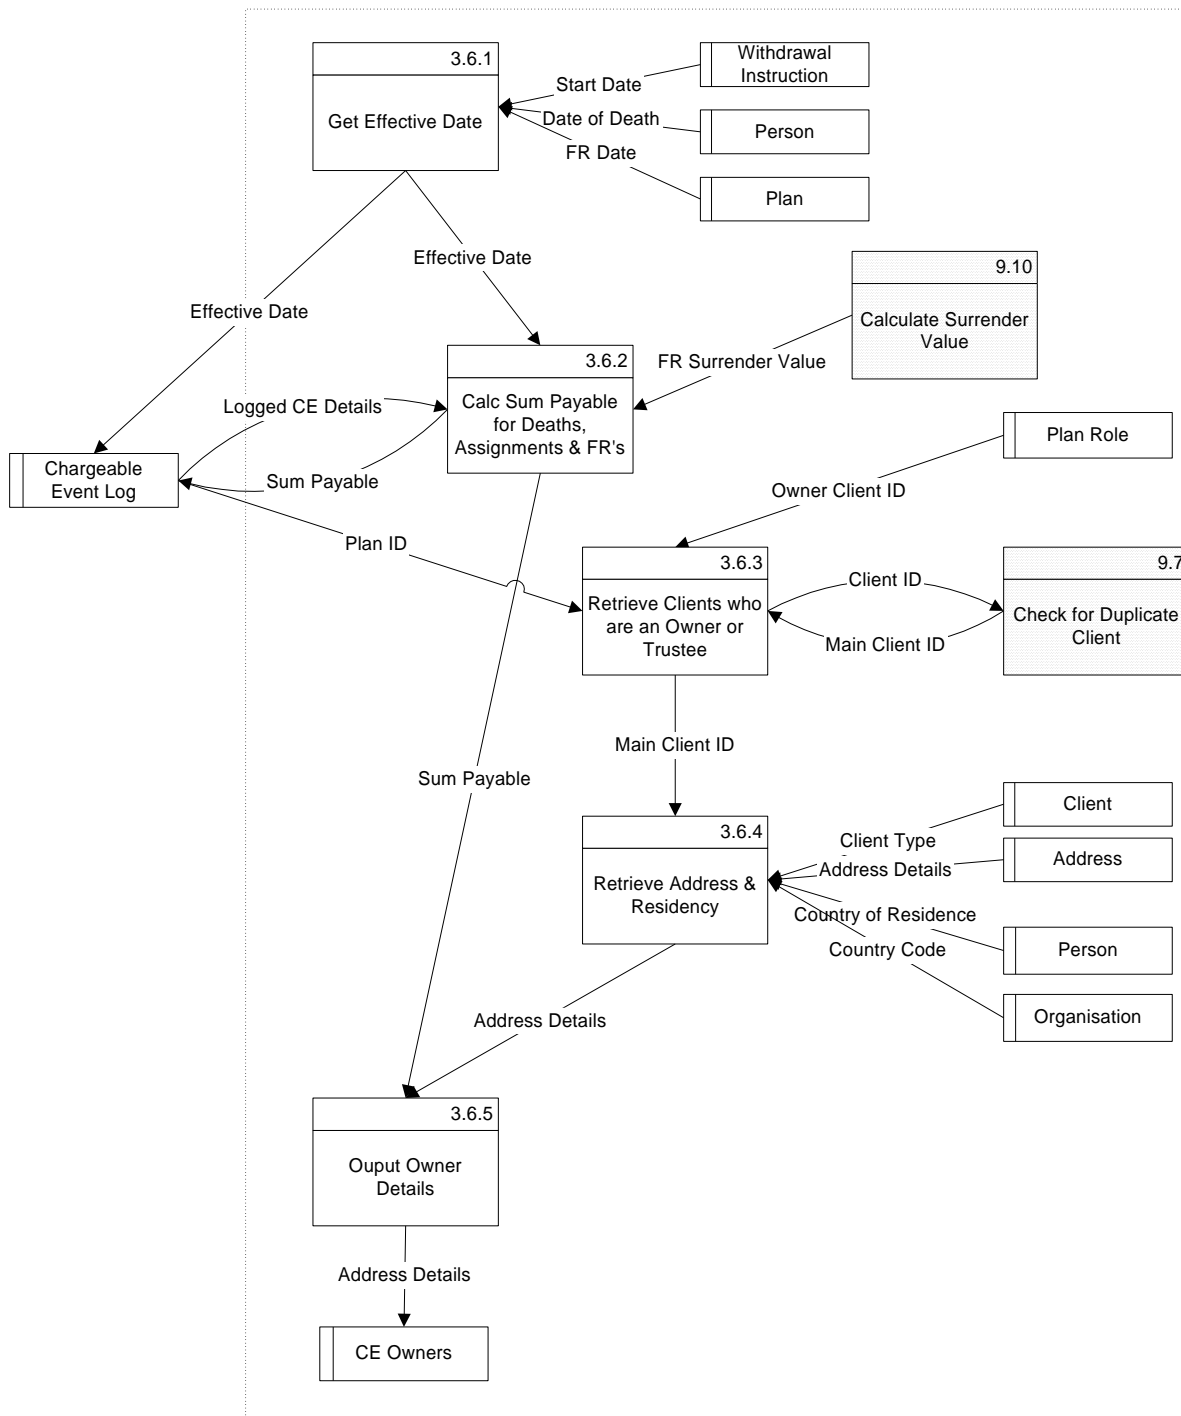 3.6.1
Get Effective Date
Withdrawal
Instruction
Start Date
Date of Death
Person
FR Date
Plan
Effective Date
Effective Date
9.10
Calculate Surrender
Value
FR Surrender Value
3.6.2
Calc Sum Payable
for Deaths,
Assignments & FR's
Logged CE Details
Chargeable
Event Log
Sum Payable
Plan Role
Owner Client ID
Plan ID
3.6.3
Retrieve Clients who
are an Owner or
Trustee
Client ID
Main Client ID
9.7
Check for Duplicate
Client
Main Client ID
Sum Payable
3.6.4
Retrieve Address &
Residency
Client
Client Type
Address
Address Details
Country of Residence
Person
Country Code
Organisation
Address Details
3.6.5
Ouput Owner
Details
Address Details
CE Owners